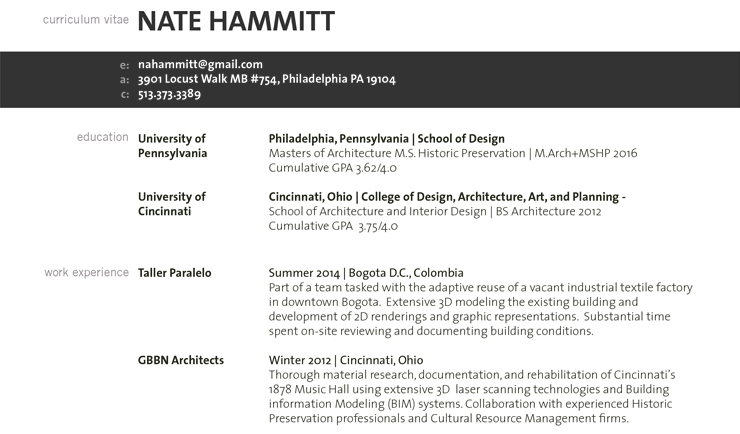 curriculum vitae NATE HAMMITT
e: nahammitt@gmail.com
a: 3901 Locust Walk MB #754, Philadelphia PA 19104
c: 513.373.3389
education University of Pennsylvania
Philadelphia, Pennsylvania | School of Design
Masters of Architecture M.S. Historic Preservation | M.Arch+MSHP 2016
Cumulative GPA 3.62/4.0
University of Cincinnati
Cincinnati, Ohio | College of Design, Architecture, Art, and Planning -
School of Architecture and Interior Design | BS Architecture 2012
Cumulative GPA 3.75/4.0
work experience Taller Paralelo
Summer 2014 | Bogota D.C., Colombia
Part of a team tasked with the adaptive reuse of a vacant industrial textile factory
in downtown Bogota. Extensive 3D modeling the existing building and
development of 2D renderings and graphic representations. Substantial time
spent on-site reviewing and documenting building conditions.
GBBN Architects
Winter 2012 | Cincinnati, Ohio
Thorough material research, documentation, and rehabilitation of Cincinnati's
1878 Music Hall using extensive 3D laser scanning technologies and Building
information Modeling (BIM) systems. Collaboration with experienced Historic
Preservation professionals and Cultural Resource Management firms.